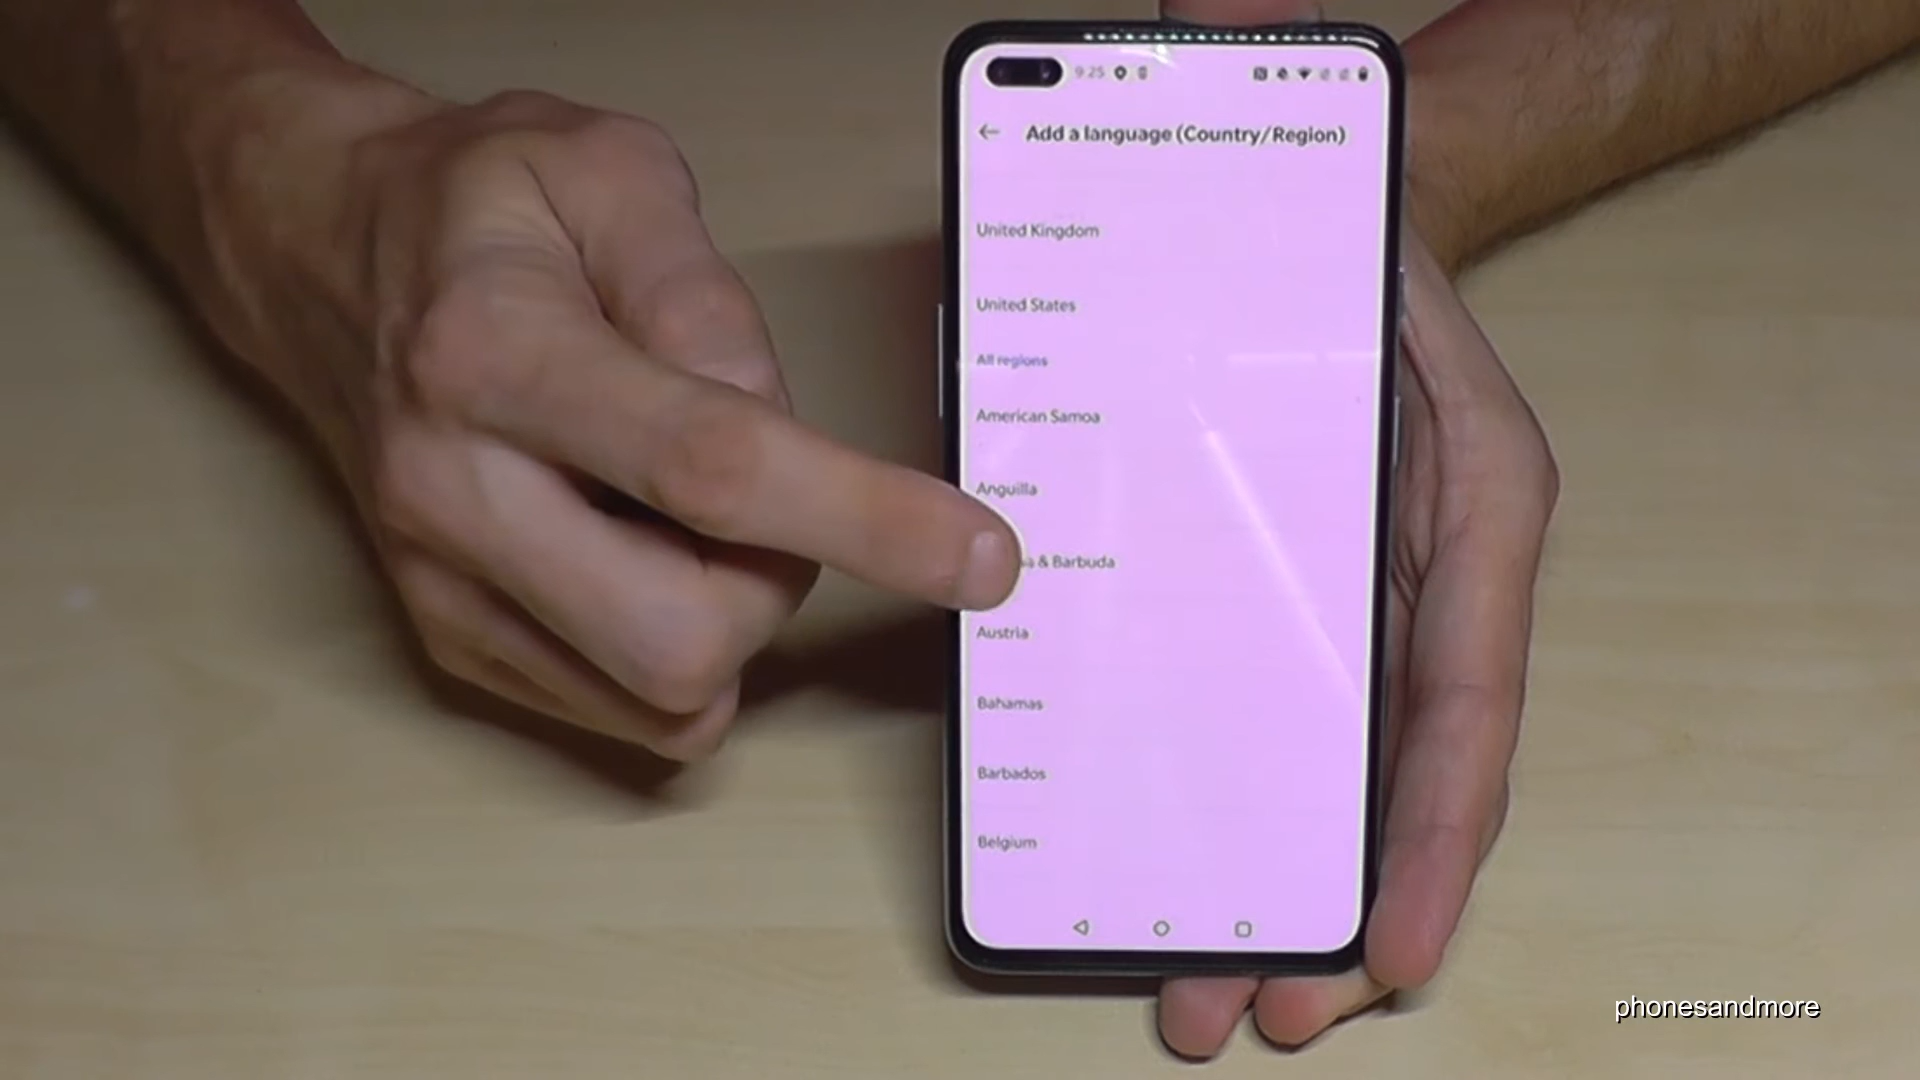 9:25
Add a language (Country/Region)
United Kingdom
United States
All regions
American Samoa
Anguilla
& Barbuda
Austria
Bahamas
Barbados
Belgium
phonesandmore